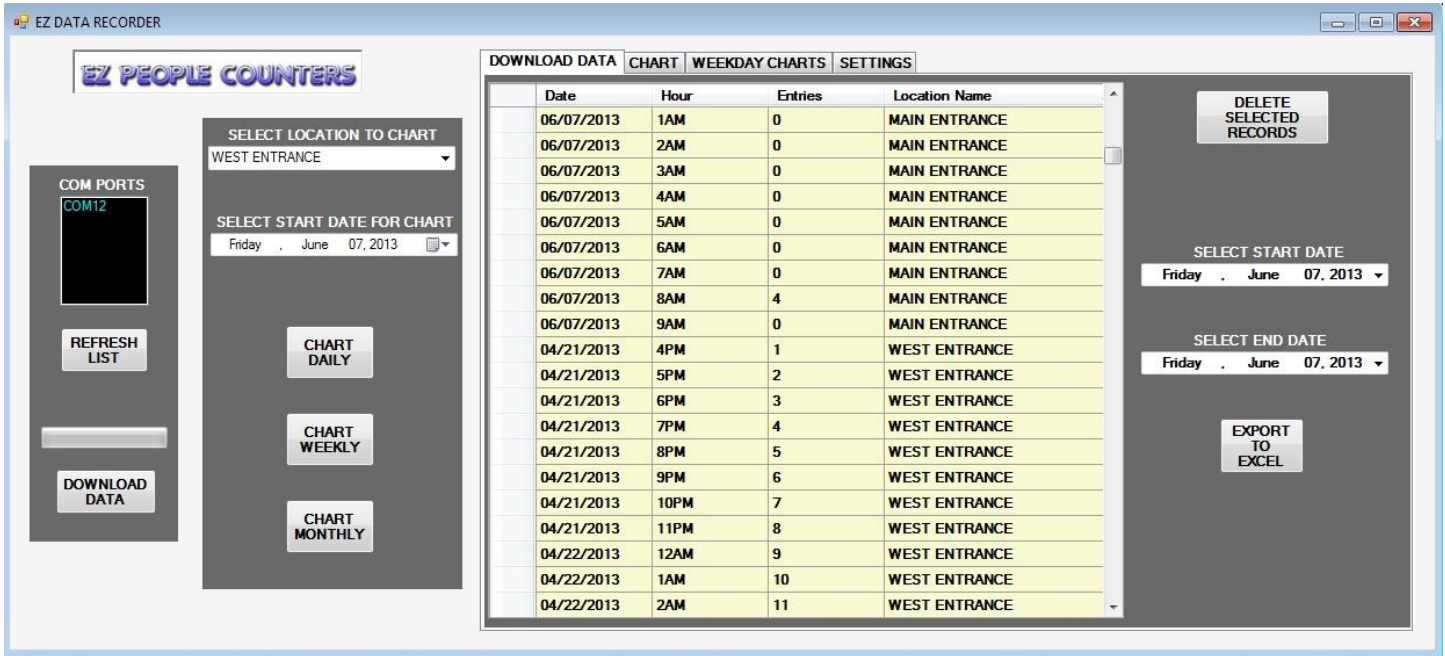 EZ DATA RECORDER
EZ PEOPLE COUNTERS
COM PORTS
COM12
REFRESH
LIST
DOWNLOAD
DATA
SELECT LOCATION TO CHART
WEST ENTRANCE
SELECT START DATE FOR CHART
Friday , June 07, 2013
CHART
DAILY
CHART
WEEKLY
CHART
MONTHLY
DOWNLOAD DATA CHART WEEKDAY CHARTS SETTINGS
Date Hour Entries Location Name
06/07/2013 1AM 0 MAIN ENTRANCE
06/07/2013 2AM 0 MAIN ENTRANCE
06/07/2013 3AM 0 MAIN ENTRANCE
06/07/2013 4AM 0 MAIN ENTRANCE
06/07/2013 5AM 0 MAIN ENTRANCE
06/07/2013 6AM 0 MAIN ENTRANCE
06/07/2013 7AM 0 MAIN ENTRANCE
06/07/2013 8AM 4 MAIN ENTRANCE
06/07/2013 9AM 0 MAIN ENTRANCE
04/21/2013 4PM 1 WEST ENTRANCE
04/21/2013 5PM 2 WEST ENTRANCE
04/21/2013 6PM 3 WEST ENTRANCE
04/21/2013 7PM 4 WEST ENTRANCE
04/21/2013 8PM 5 WEST ENTRANCE
04/21/2013 9PM 6 WEST ENTRANCE
04/21/2013 10PM 7 WEST ENTRANCE
04/21/2013 11PM 8 WEST ENTRANCE
04/22/2013 12AM 9 WEST ENTRANCE
04/22/2013 1AM 10 WEST ENTRANCE
04/22/2013 2AM 11 WEST ENTRANCE
DELETE
SELECTED
RECORDS
SELECT START DATE
Friday , June 07, 2013
SELECT END DATE
Friday , June 07, 2013
EXPORT
TO
EXCEL